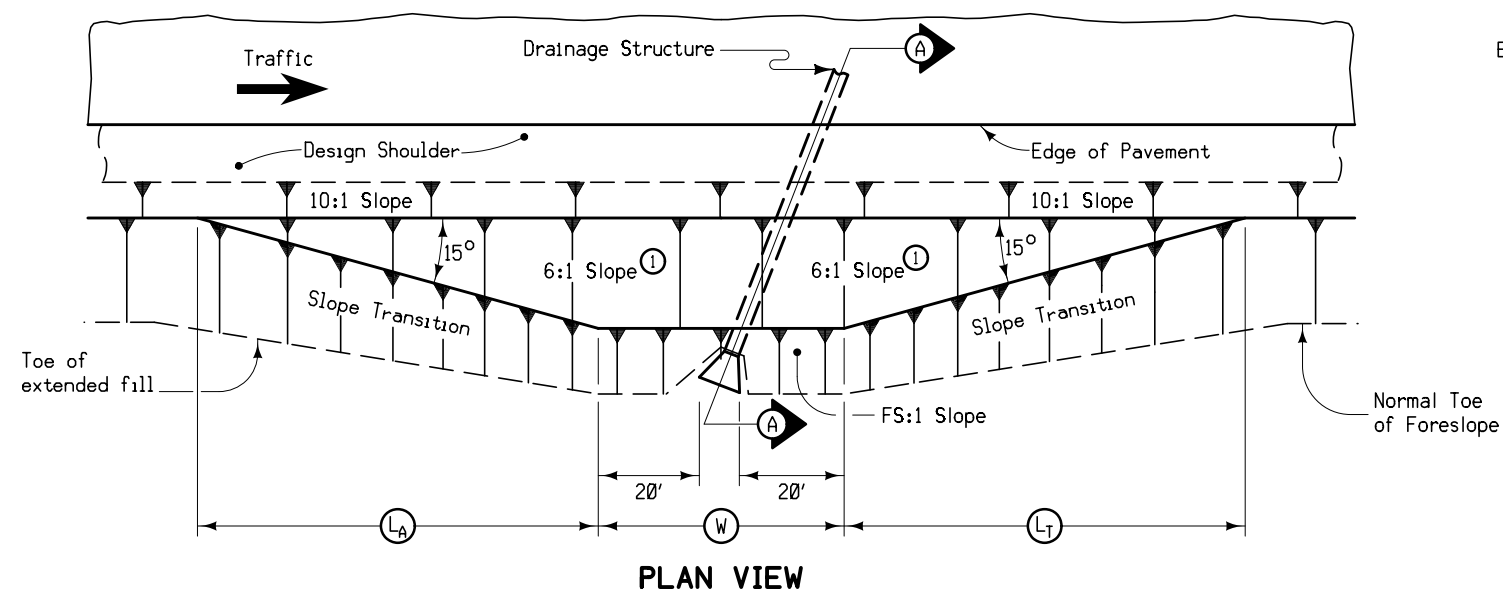 Drainage Structure
A
E
Traffic
Design Shoulder
Edge of Pavement
10:1 Slope
10:1 Slope
15°
15°
6:1 Slope 1
6:1 Slope 1
Slope Transition
Slope Transition
Toe of
extended fill
Normal Toe
of Foreslope
A
FS:1 Slope
20'
20'
LA
W
LT
PLAN VIEW